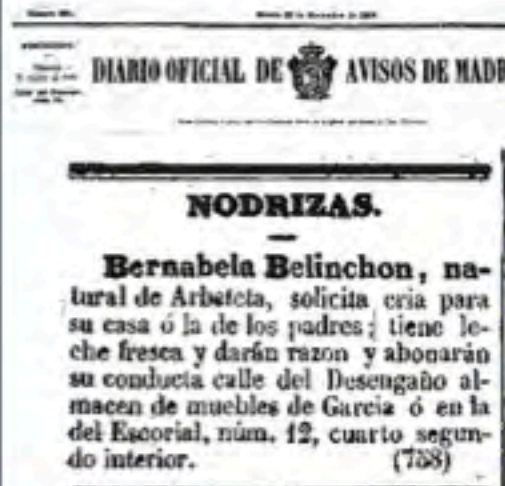 DIARIO OFICIAL DE AVISOS DE MADR
NODRIZAS.
Bernabela Belinchon, na-
tural de Arbeteta, solicita cria para
su casa ó la de los padres; tiene le-
che fresca y darán razon y abonarán
su conducta calle del Desengaño al-
macen de muebles de Garcia ó en la
del Escorial, núm. 12, cuarto segun-
do interior. (758)